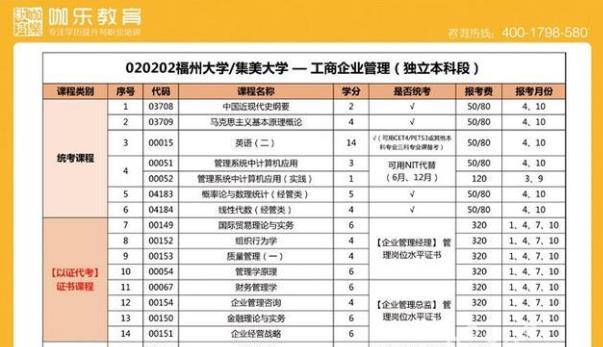 咖乐教育
专注学历提升与职业培训
咨询热线：400-1798-580
020202福州大学/集美大学 — 工商企业管理（独立本科段）
课程类别 序号 课程代码 课程名称 学分 是否统考 报考费 报考月份
统考课程
1 03708 中国近现代史纲要 2 √ 50/80 4、10
2 03709 马克思主义基本原理概论 4 √ 50/80 4、10
3 00015 英语（二） 14 √（可用CET4/PETS3或其他本科专业三科专业课替考） 50/80 4、10
4 00051 管理系统中计算机应用 3 可用NIT代替（6月、12月） 50/80 4、10
00052 管理系统中计算机应用（实践） 1 120 3、9
5 04183 概率论与数理统计（经管类） 5 √ 50/80 4、10
6 04184 线性代数（经管类） 4 √ 50/80 4、10
【以证代考】
证书课程
7 00149 国际贸易理论与实务 6 【企业管理经理】管理岗位水平证书 320 1、4、7、10
8 00152 组织行为学 4 320 1、4、7、10
9 00153 质量管理（一） 4 320 1、4、7、10
10 00054 管理学原理 6 320 1、4、7、10
11 00067 财务管理学 6 【企业管理总监】管理岗位水平证书 320 1、4、7、10
12 00154 企业管理咨询 4 320 1、4、7、10
13 00150 金融理论与实务 6 320 1、4、7、10
14 00151 企业经营战略 6 320 1、4、7、10